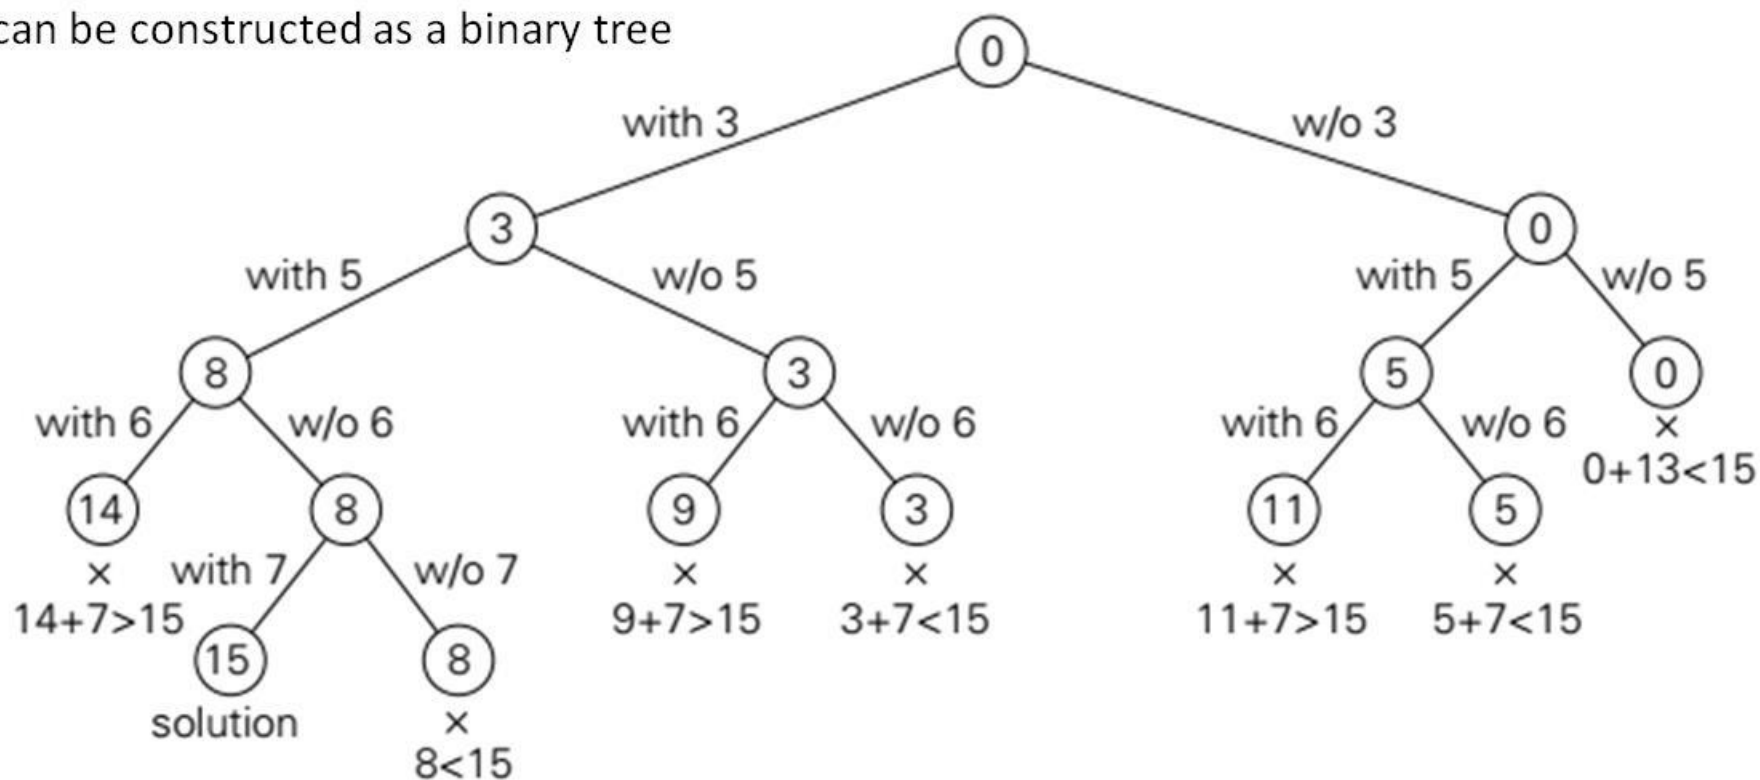 can be constructed as a binary tree
0
with 3
w/o 3
3
0
with 5
w/o 5
with 5
w/o 5
8
3
5
0
with 6
w/o 6
with 6
w/o 6
with 6
w/o 6
×
0+13<15
14
8
9
3
11
5
×
with 7
w/o 7
×
×
×
×
14+7>15
9+7>15
3+7<15
11+7>15
5+7<15
15
8
solution
×
8<15